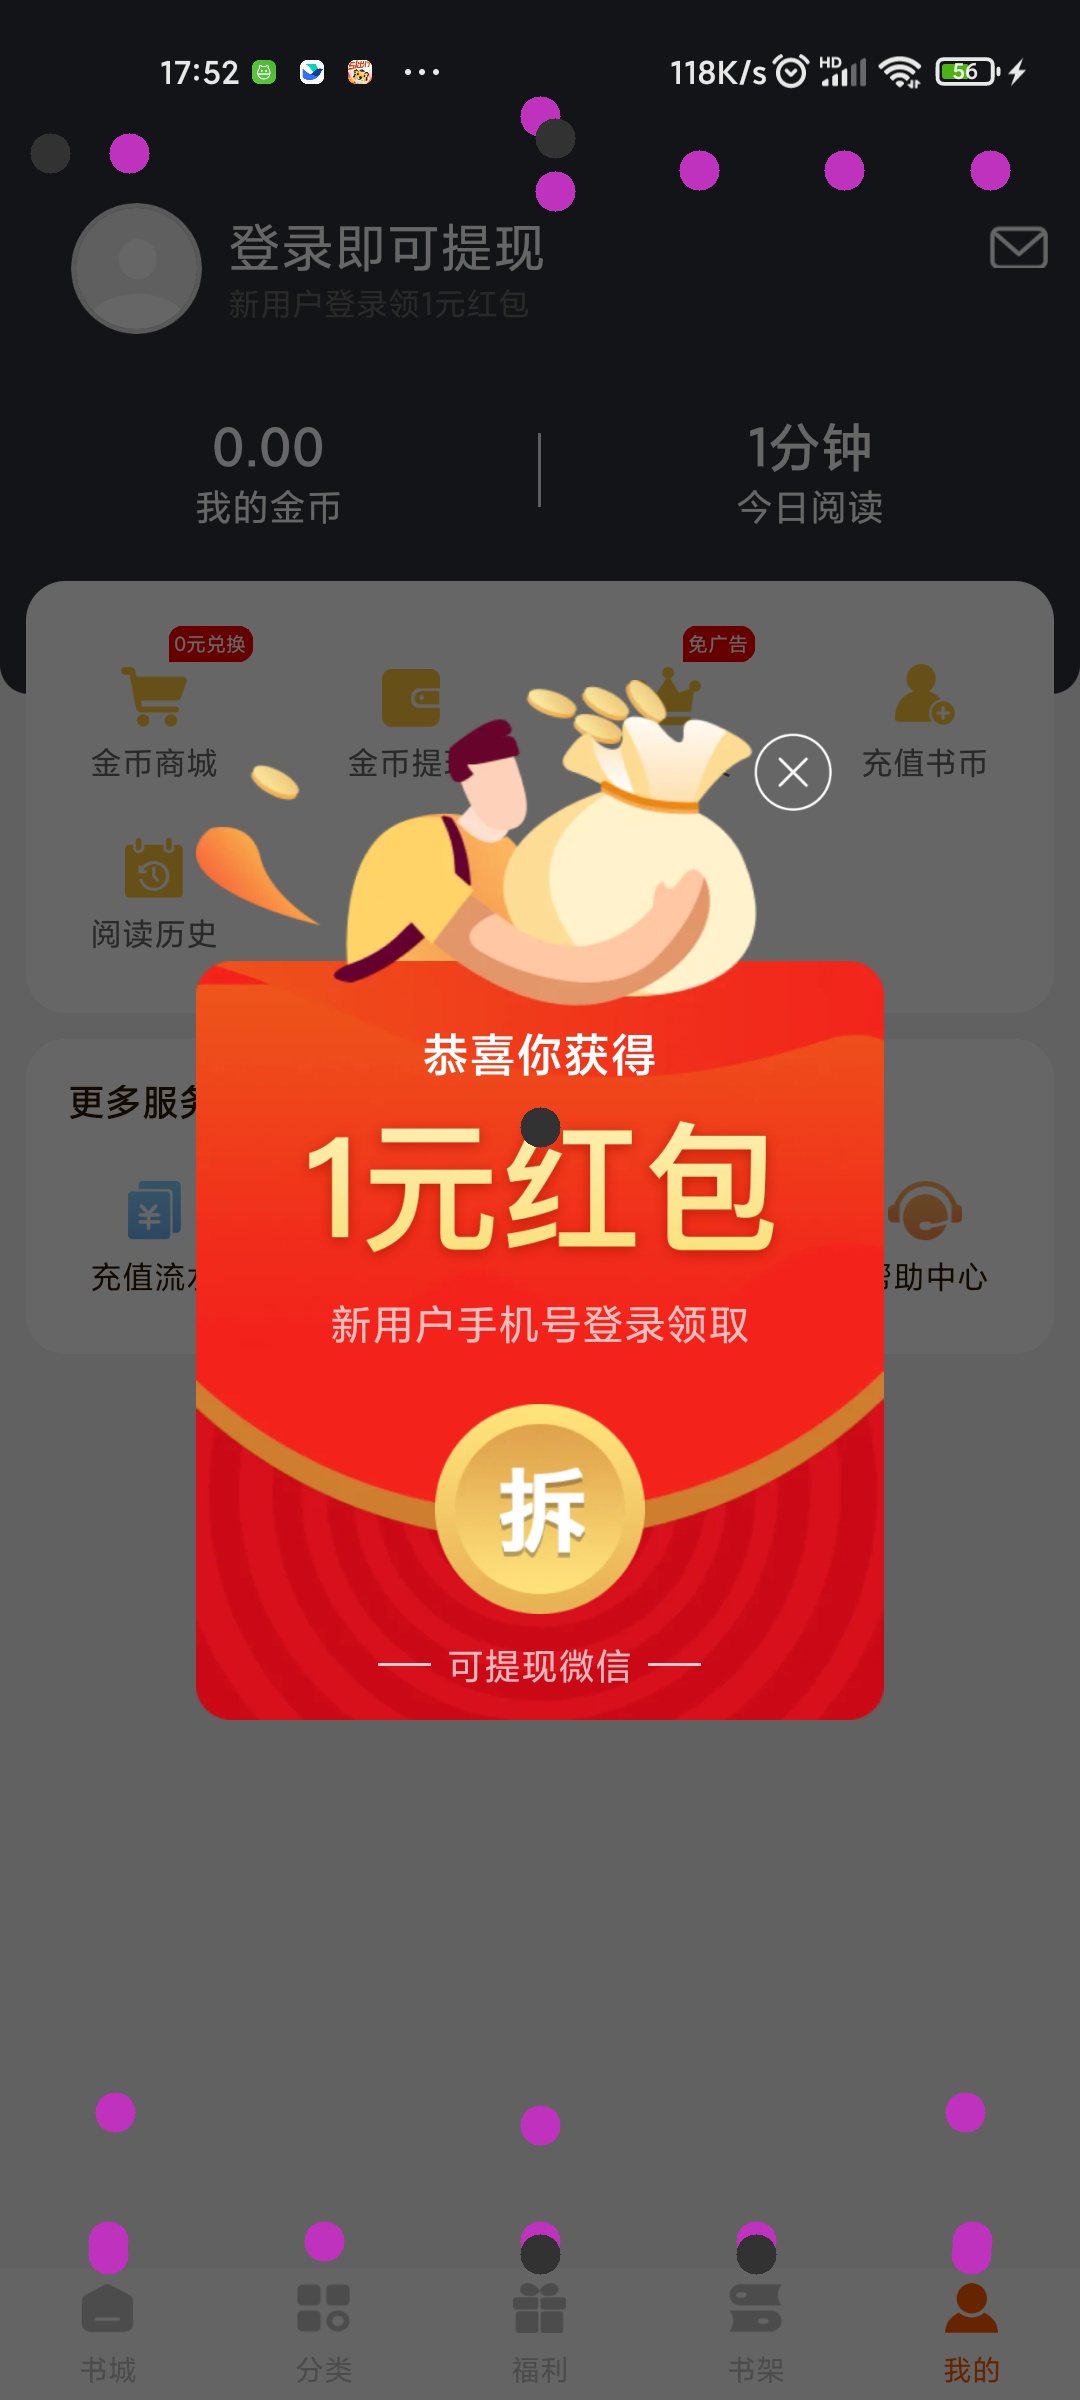 17:52
118K/s
HD
56
登录即可提现
新用户登录领1元红包
0.00
1分钟
我的金币
今日阅读
0元兑换
免广告
金币商城
金币提
充值书币
阅读历史
恭喜你获得
更多服务
1元红包
充值流水
帮助中心
新用户手机号登录领取
拆
可提现微信
书城
分类
福利
书架
我的